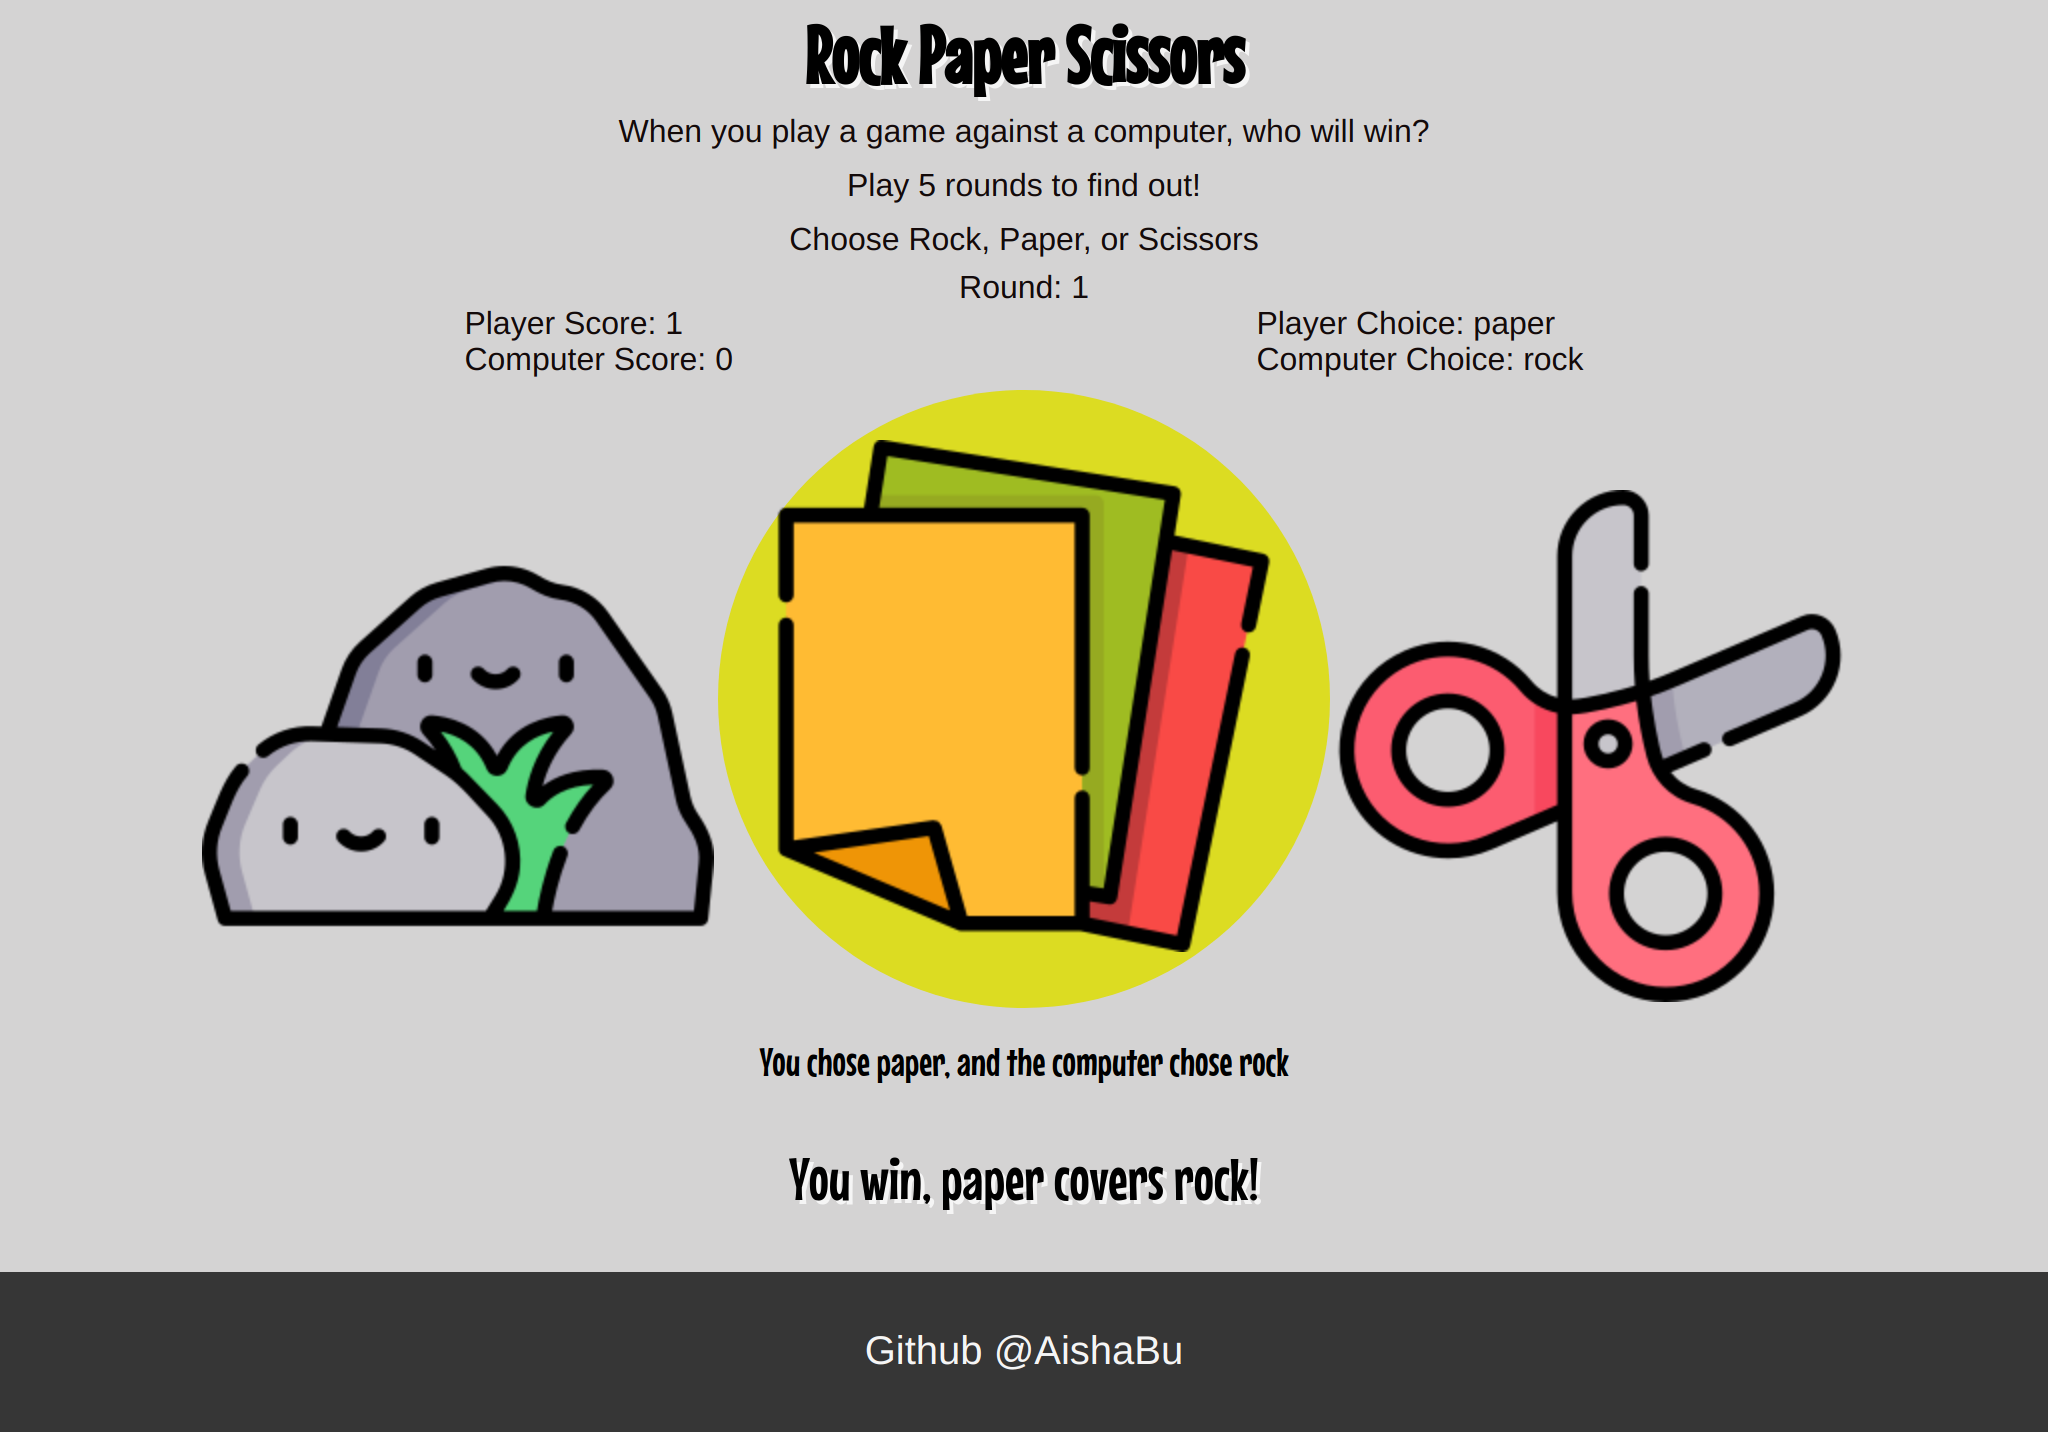 Rock Paper Scissors
When you play a game against a computer, who will win?
Play 5 rounds to find out!
Choose Rock, Paper, or Scissors
Round: 1
Player Score: 1
Computer Score: 0
Player Choice: paper
Computer Choice: rock
You chose paper, and the computer chose rock
You win, paper covers rock!
Github @AishaBu